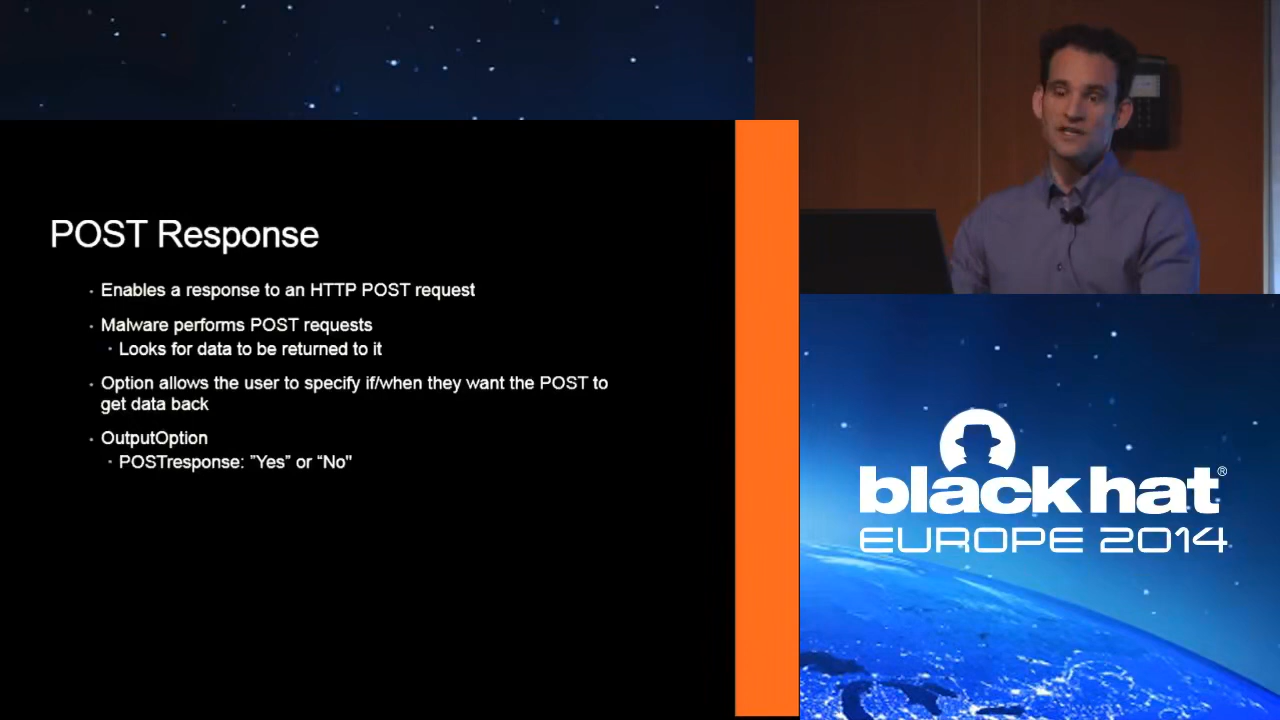 POST Response
· Enables a response to an HTTP POST request
· Malware performs POST requests
· Looks for data to be returned to it
· Option allows the user to specify if/when they want the POST to
get data back
· OutputOption
· POSTresponse: ”Yes” or “No"
black hat®
EUROPE 2014